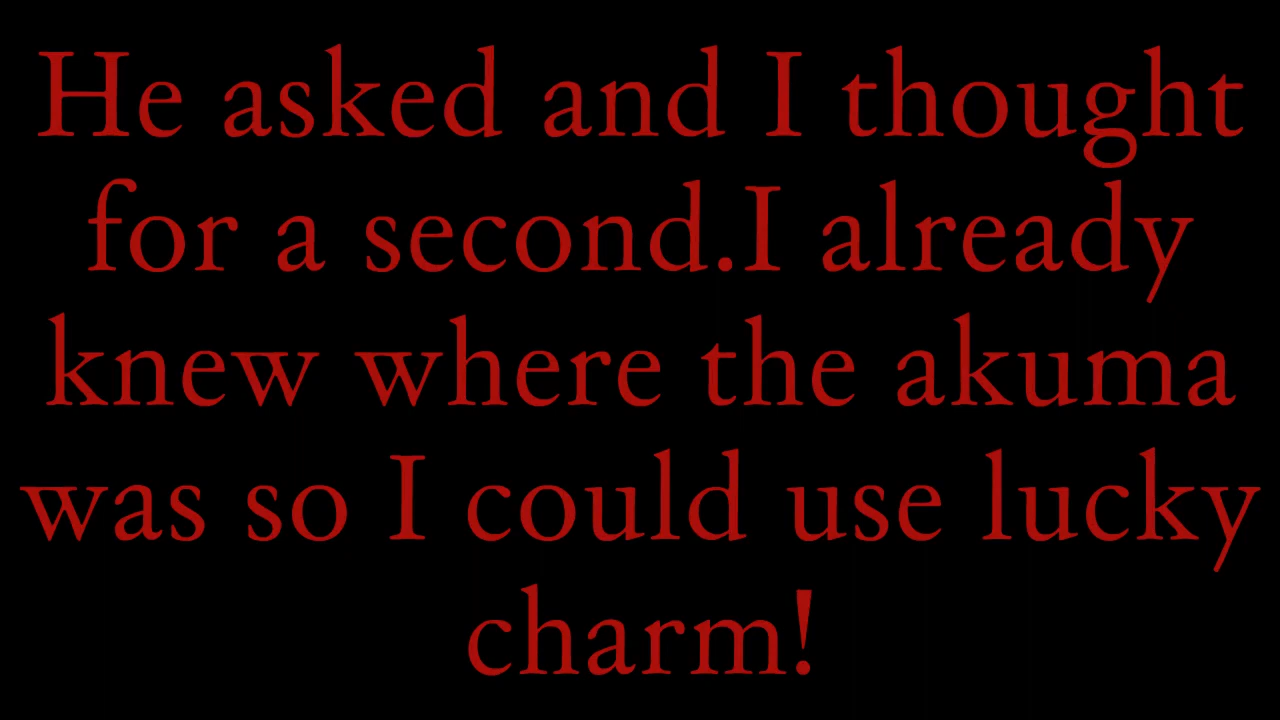 He asked and I thought
for a second.I already
knew where the akuma
was so I could use lucky
charm!